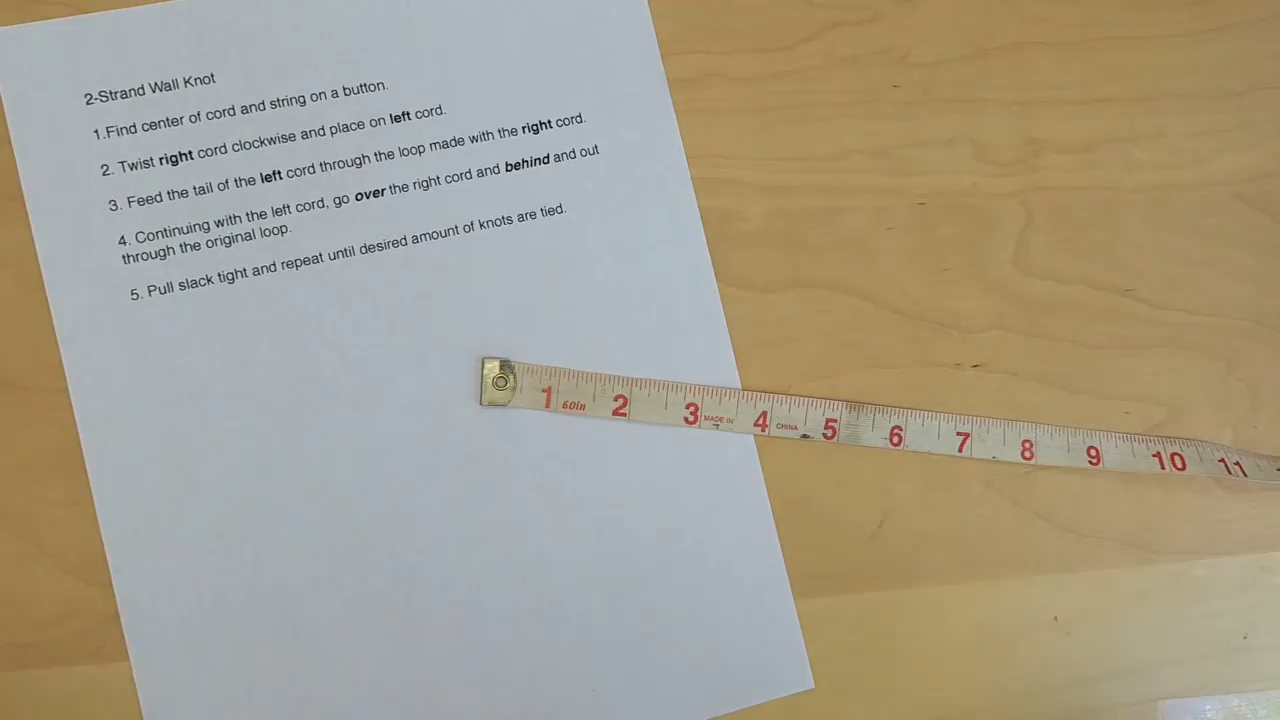 2-Strand Wall Knot
1.Find center of cord and string on a button.
2. Twist right cord clockwise and place on left cord.
3. Feed the tail of the left cord through the loop made with the right cord.
4. Continuing with the left cord, go over the right cord and behind and out
through the original loop.
5. Pull slack tight and repeat until desired amount of knots are tied.
1 60in 2 3 MADE IN 4 CHINA 5 6 7 8 9 10 11